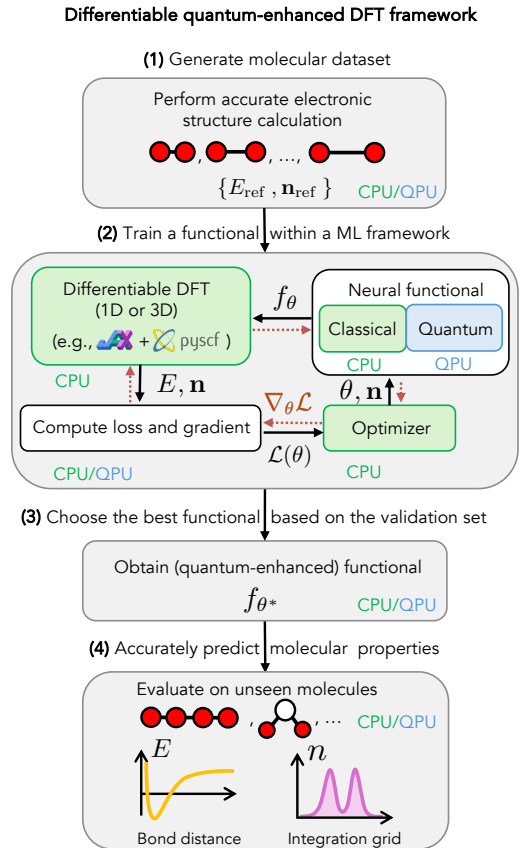 Differentiable quantum-enhanced DFT framework
(1) Generate molecular dataset
Perform accurate electronic
structure calculation
, , ..., 
{E_ref , n_ref }
CPU/QPU
(2) Train a functional within a ML framework
Differentiable DFT
(1D or 3D)
(e.g., JAX + pyscf )
CPU
f_θ
Neural functional
Classical
Quantum
CPU
QPU
E, n
θ, n
∇_θ ℒ
Compute loss and gradient
ℒ(θ)
Optimizer
CPU/QPU
CPU
(3) Choose the best functional based on the validation set
Obtain (quantum-enhanced) functional
f_θ*
CPU/QPU
(4) Accurately predict molecular properties
Evaluate on unseen molecules
, , ...
CPU/QPU
E
n
Bond distance
Integration grid